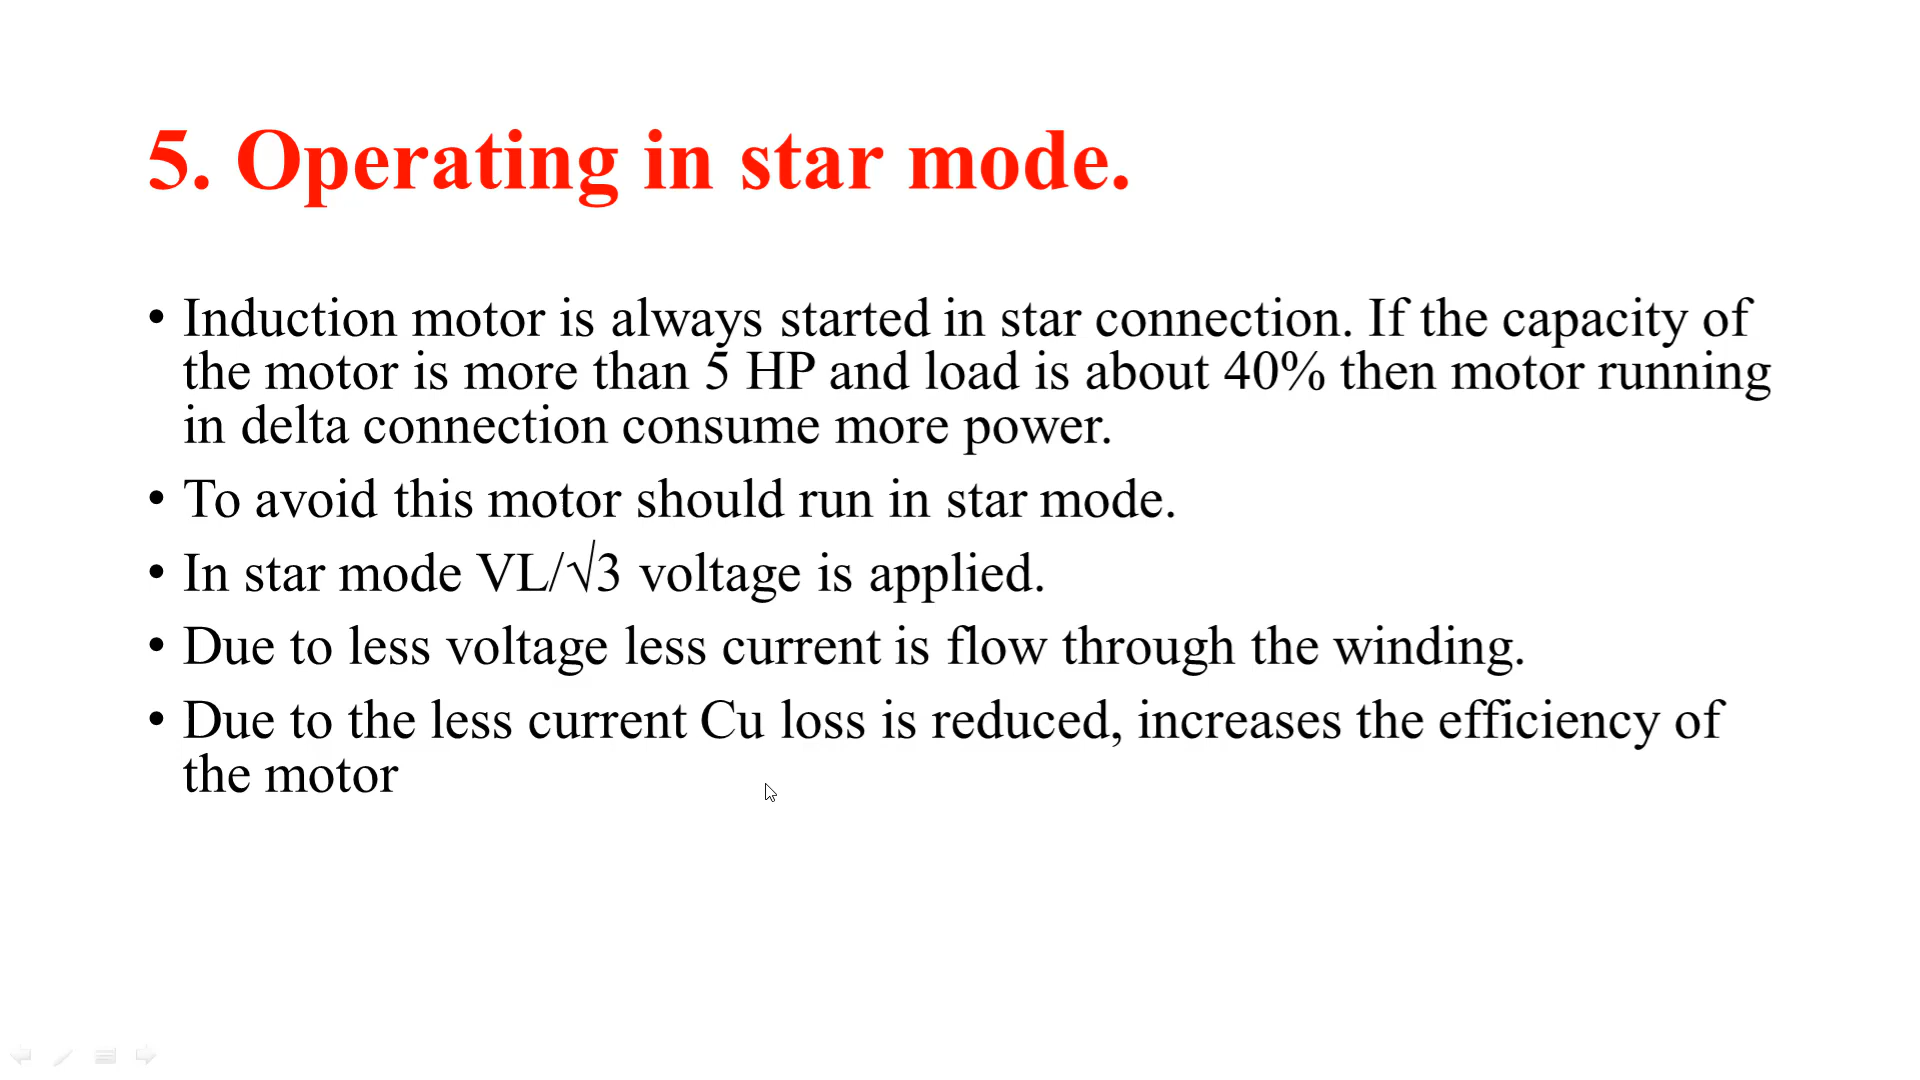 5. Operating in star mode.
• Induction motor is always started in star connection. If the capacity of
the motor is more than 5 HP and load is about 40% then motor running
in delta connection consume more power.
• To avoid this motor should run in star mode.
• In star mode VL/√3 voltage is applied.
• Due to less voltage less current is flow through the winding.
• Due to the less current Cu loss is reduced, increases the efficiency of
the motor